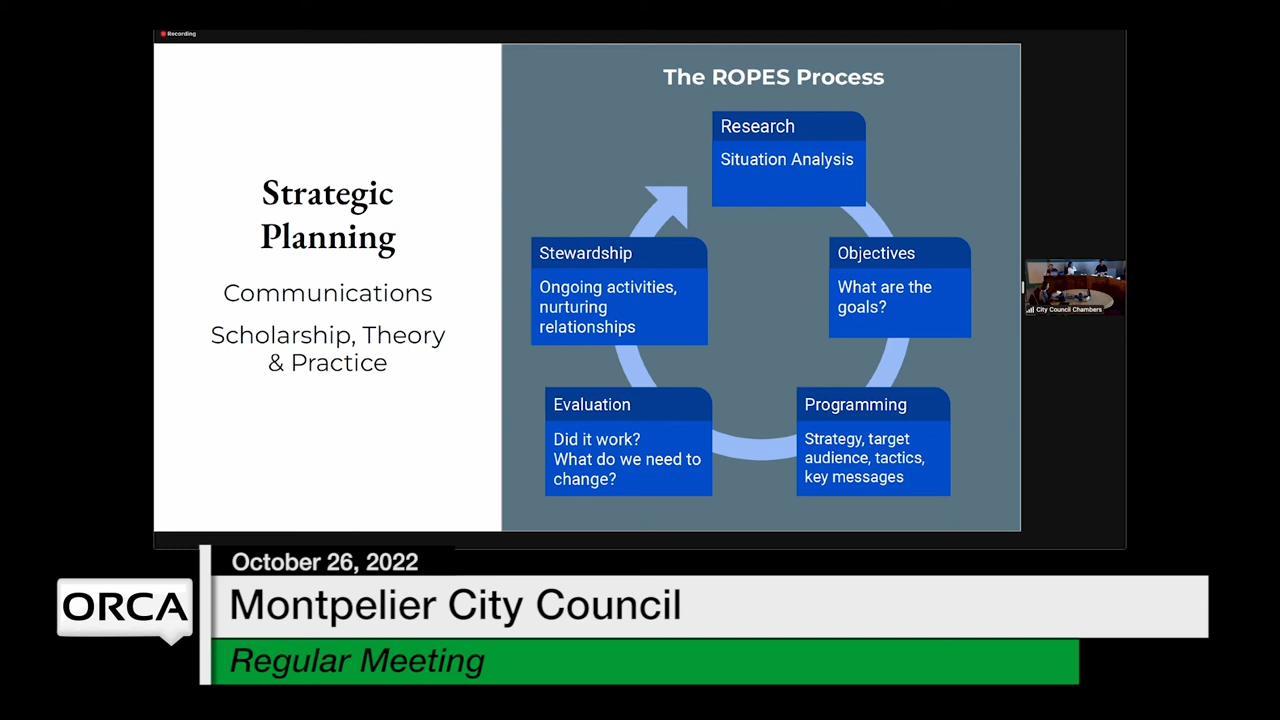 Recording
Strategic
Planning
Communications
Scholarship, Theory
& Practice
The ROPES Process
Research
Situation Analysis
Objectives
What are the
goals?
Programming
Strategy, target
audience, tactics,
key messages
Evaluation
Did it work?
What do we need to
change?
Stewardship
Ongoing activities,
nurturing
relationships
City Council Chambers
October 26, 2022
ORCA
Montpelier City Council
Regular Meeting